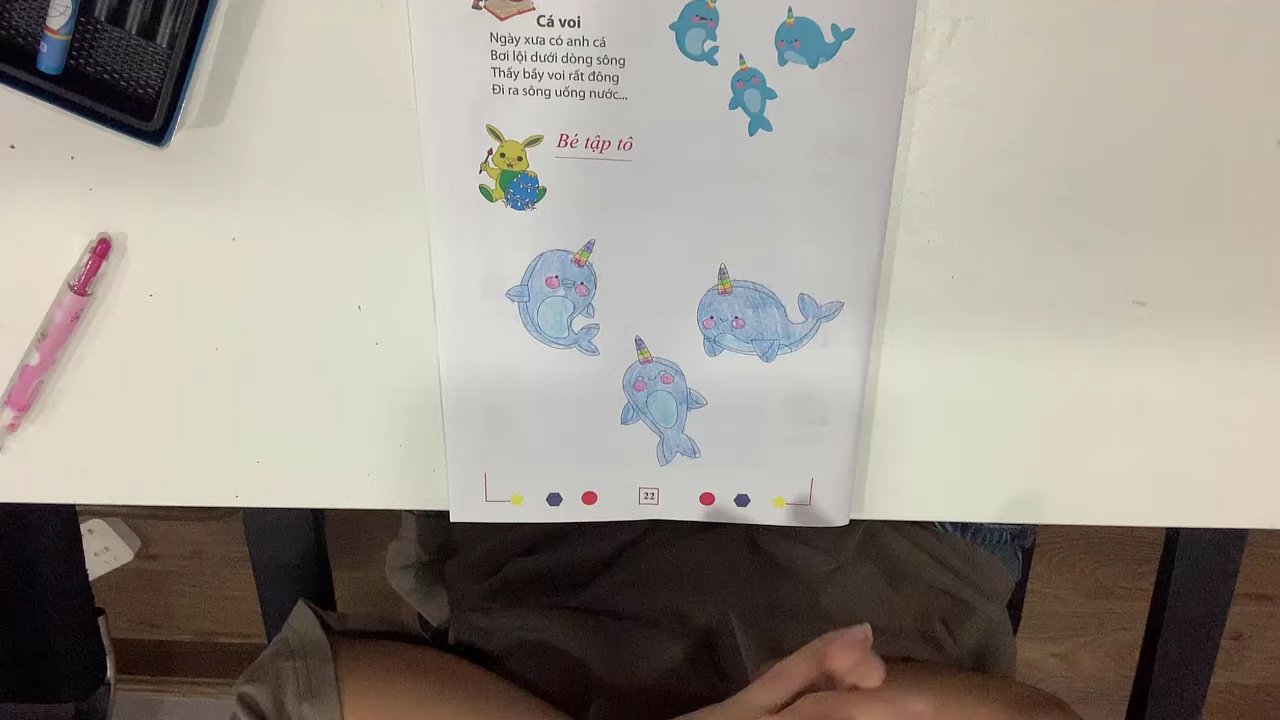 Cá voi
Ngày xưa có anh cá
Bơi lội dưới dòng sông
Thấy bầy voi rất đông
Đi ra sông uống nước...
Bé tập tô
22